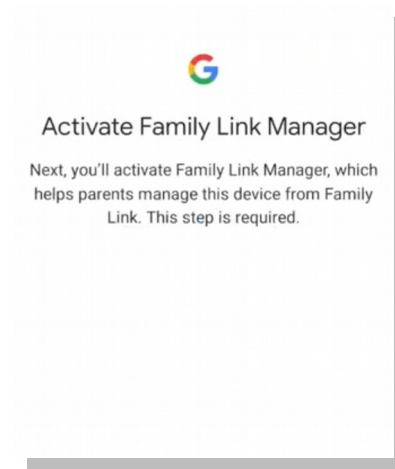 Activate Family Link Manager
Next, you'll activate Family Link Manager, which
helps parents manage this device from Family
Link. This step is required.